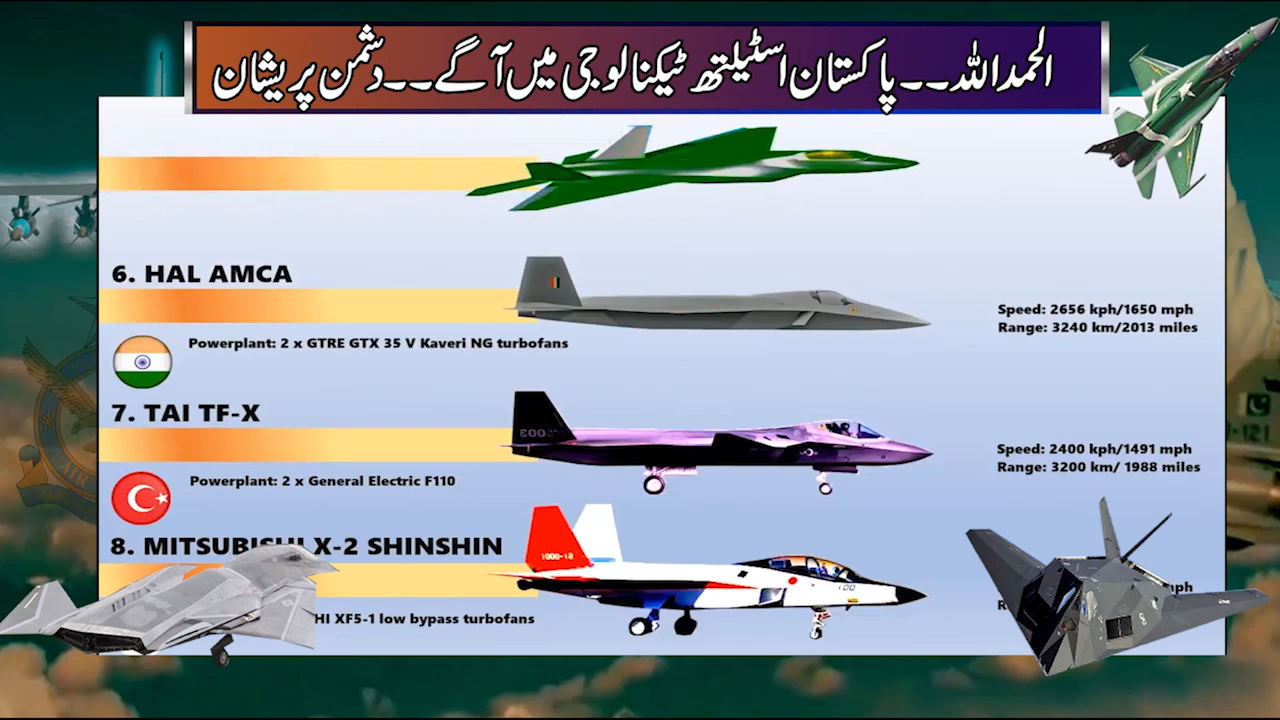 الحمداللہ۔۔پاکستان اسٹیلتھ ٹیکنالوجی میں آگے۔۔دشمن پریشان
6. HAL AMCA
Speed: 2656 kph/1650 mph
Range: 3240 km/2013 miles
Powerplant: 2 x GTRE GTX 35 V Kaveri NG turbofans
7. TAI TF-X
Speed: 2400 kph/1491 mph
Range: 3200 km/ 1988 miles
Powerplant: 2 x General Electric F110
8. MITSUBISHI X-2 SHINSHIN
mph
HI XF5-1 low bypass turbofans